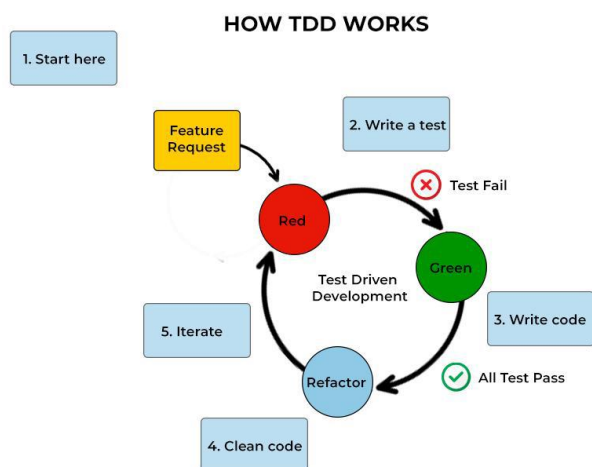 HOW TDD WORKS
1. Start here
Feature
Request
2. Write a test
Test Fail
Red
Green
Test Driven
Development
3. Write code
5. Iterate
All Test Pass
Refactor
4. Clean code